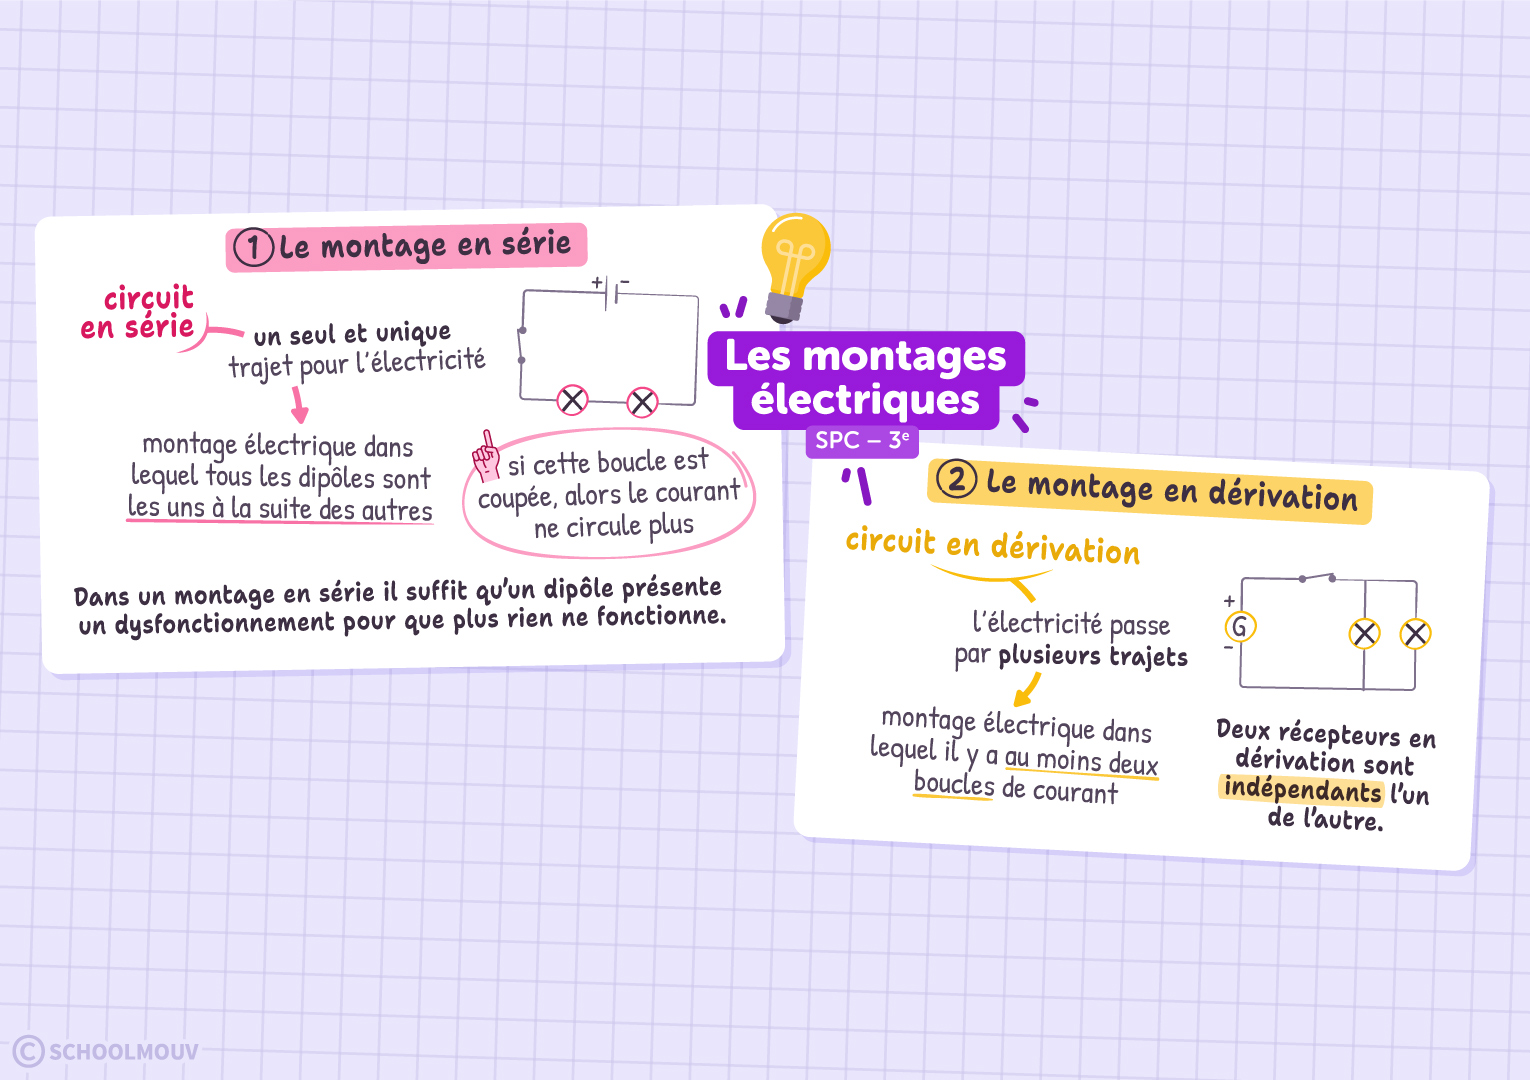 Les montages
électriques
SPC – 3e
1 Le montage en série
circuit
en série
un seul et unique
trajet pour l'électricité
montage électrique dans
lequel tous les dipôles sont
les uns à la suite des autres
+ -
si cette boucle est
coupée, alors le courant
ne circule plus
Dans un montage en série il suffit qu'un dipôle présente
un dysfonctionnement pour que plus rien ne fonctionne.
2 Le montage en dérivation
circuit en dérivation
l'électricité passe
par plusieurs trajets
montage électrique dans
lequel il y a au moins deux
boucles de courant
+
G
-
Deux récepteurs en
dérivation sont
indépendants l'un
de l'autre.
© SCHOOLMOUV